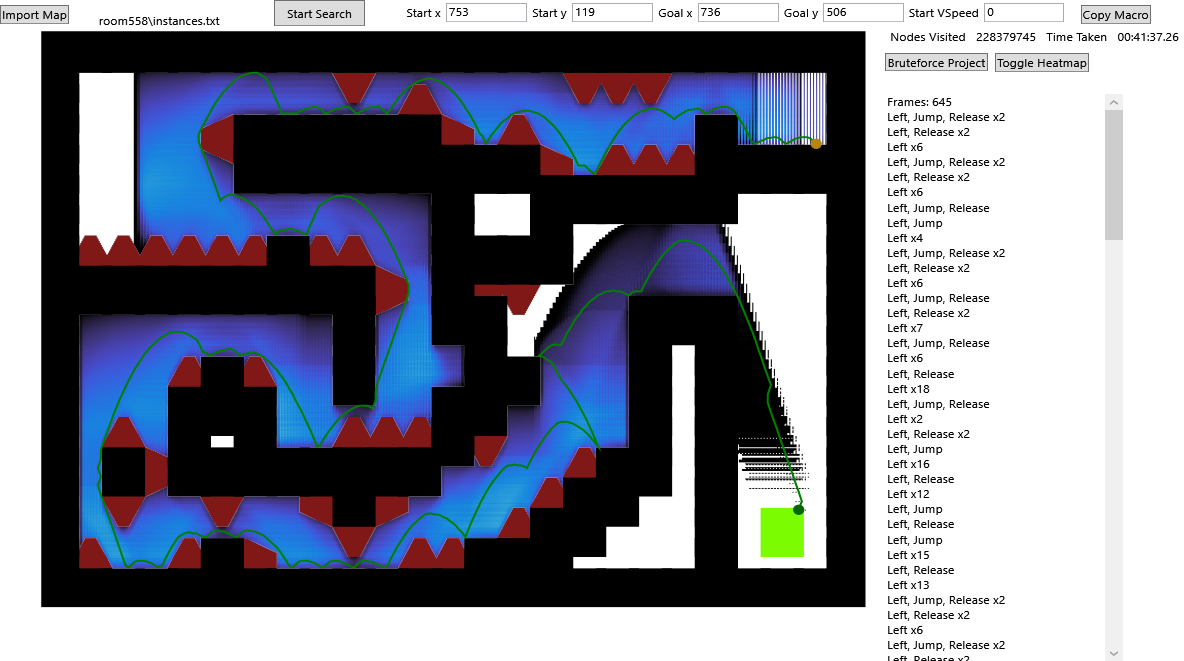 Import Map
room558\instances.txt
Start Search
Start x 753 Start y 119 Goal x 736 Goal y 506 Start VSpeed 0
Copy Macro
Nodes Visited 228379745 Time Taken 00:41:37.26
Bruteforce Project Toggle Heatmap
Frames: 645
Left, Jump, Release x2
Left, Release x2
Left x6
Left, Jump, Release x2
Left, Release x2
Left x6
Left, Jump, Release
Left, Jump
Left x4
Left, Jump, Release x2
Left, Release x2
Left x6
Left, Jump, Release
Left, Release x2
Left x7
Left, Jump, Release
Left x6
Left, Release
Left x18
Left, Jump, Release
Left x2
Left, Release x2
Left, Jump
Left x16
Left, Release
Left x12
Left, Jump
Left, Release
Left, Jump
Left x15
Left, Release
Left x13
Left, Jump, Release x2
Left, Release x2
Left x6
Left, Jump, Release x2
Left, Release x2